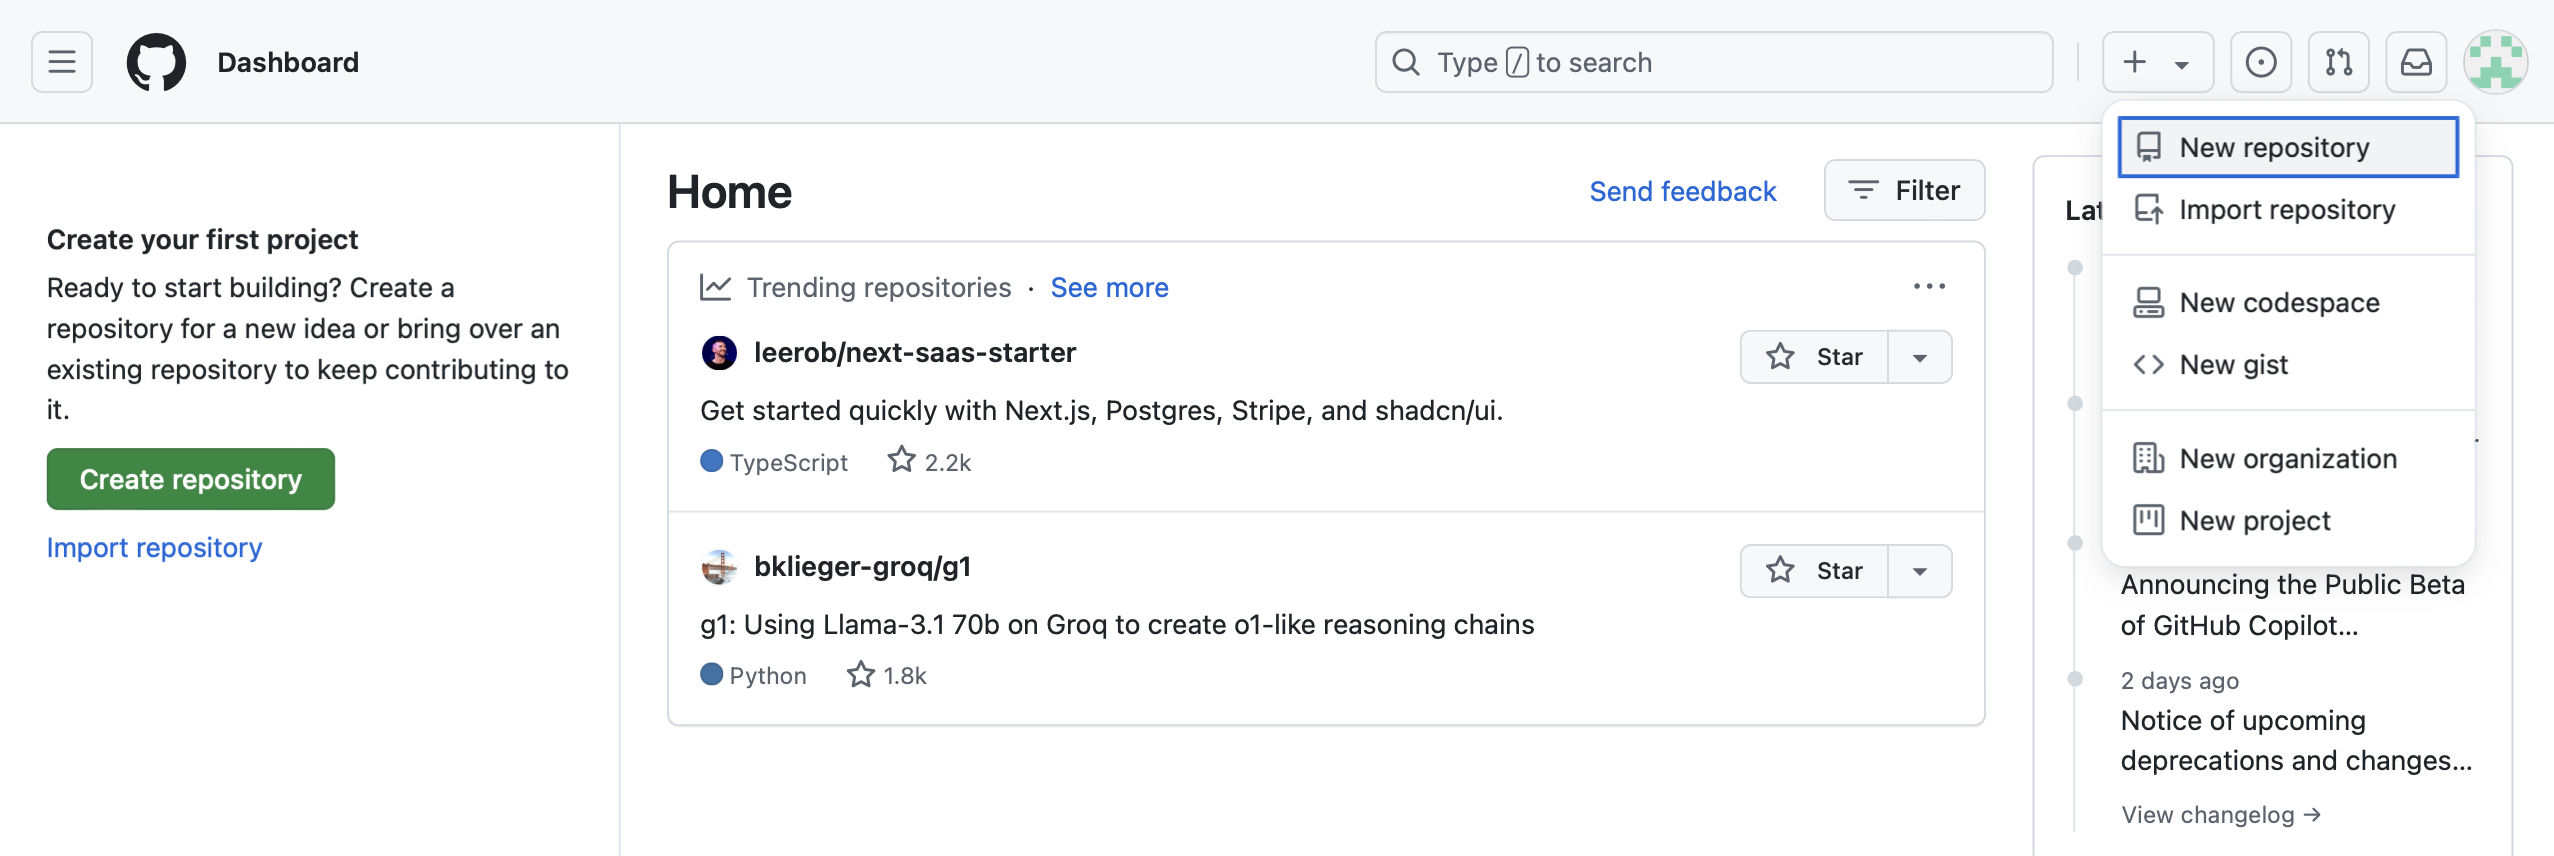 Dashboard
Type / to search
Create your first project
Ready to start building? Create a
repository for a new idea or bring over an
existing repository to keep contributing to
it.
Create repository
Import repository
Home
Send feedback
Filter
Trending repositories · See more
leerob/next-saas-starter
Star
Get started quickly with Next.js, Postgres, Stripe, and shadcn/ui.
TypeScript 2.2k
bklieger-groq/g1
Star
g1: Using Llama-3.1 70b on Groq to create o1-like reasoning chains
Python 1.8k
New repository
Import repository
New codespace
New gist
New organization
New project
Announcing the Public Beta
of GitHub Copilot...
2 days ago
Notice of upcoming
deprecations and changes...
View changelog →